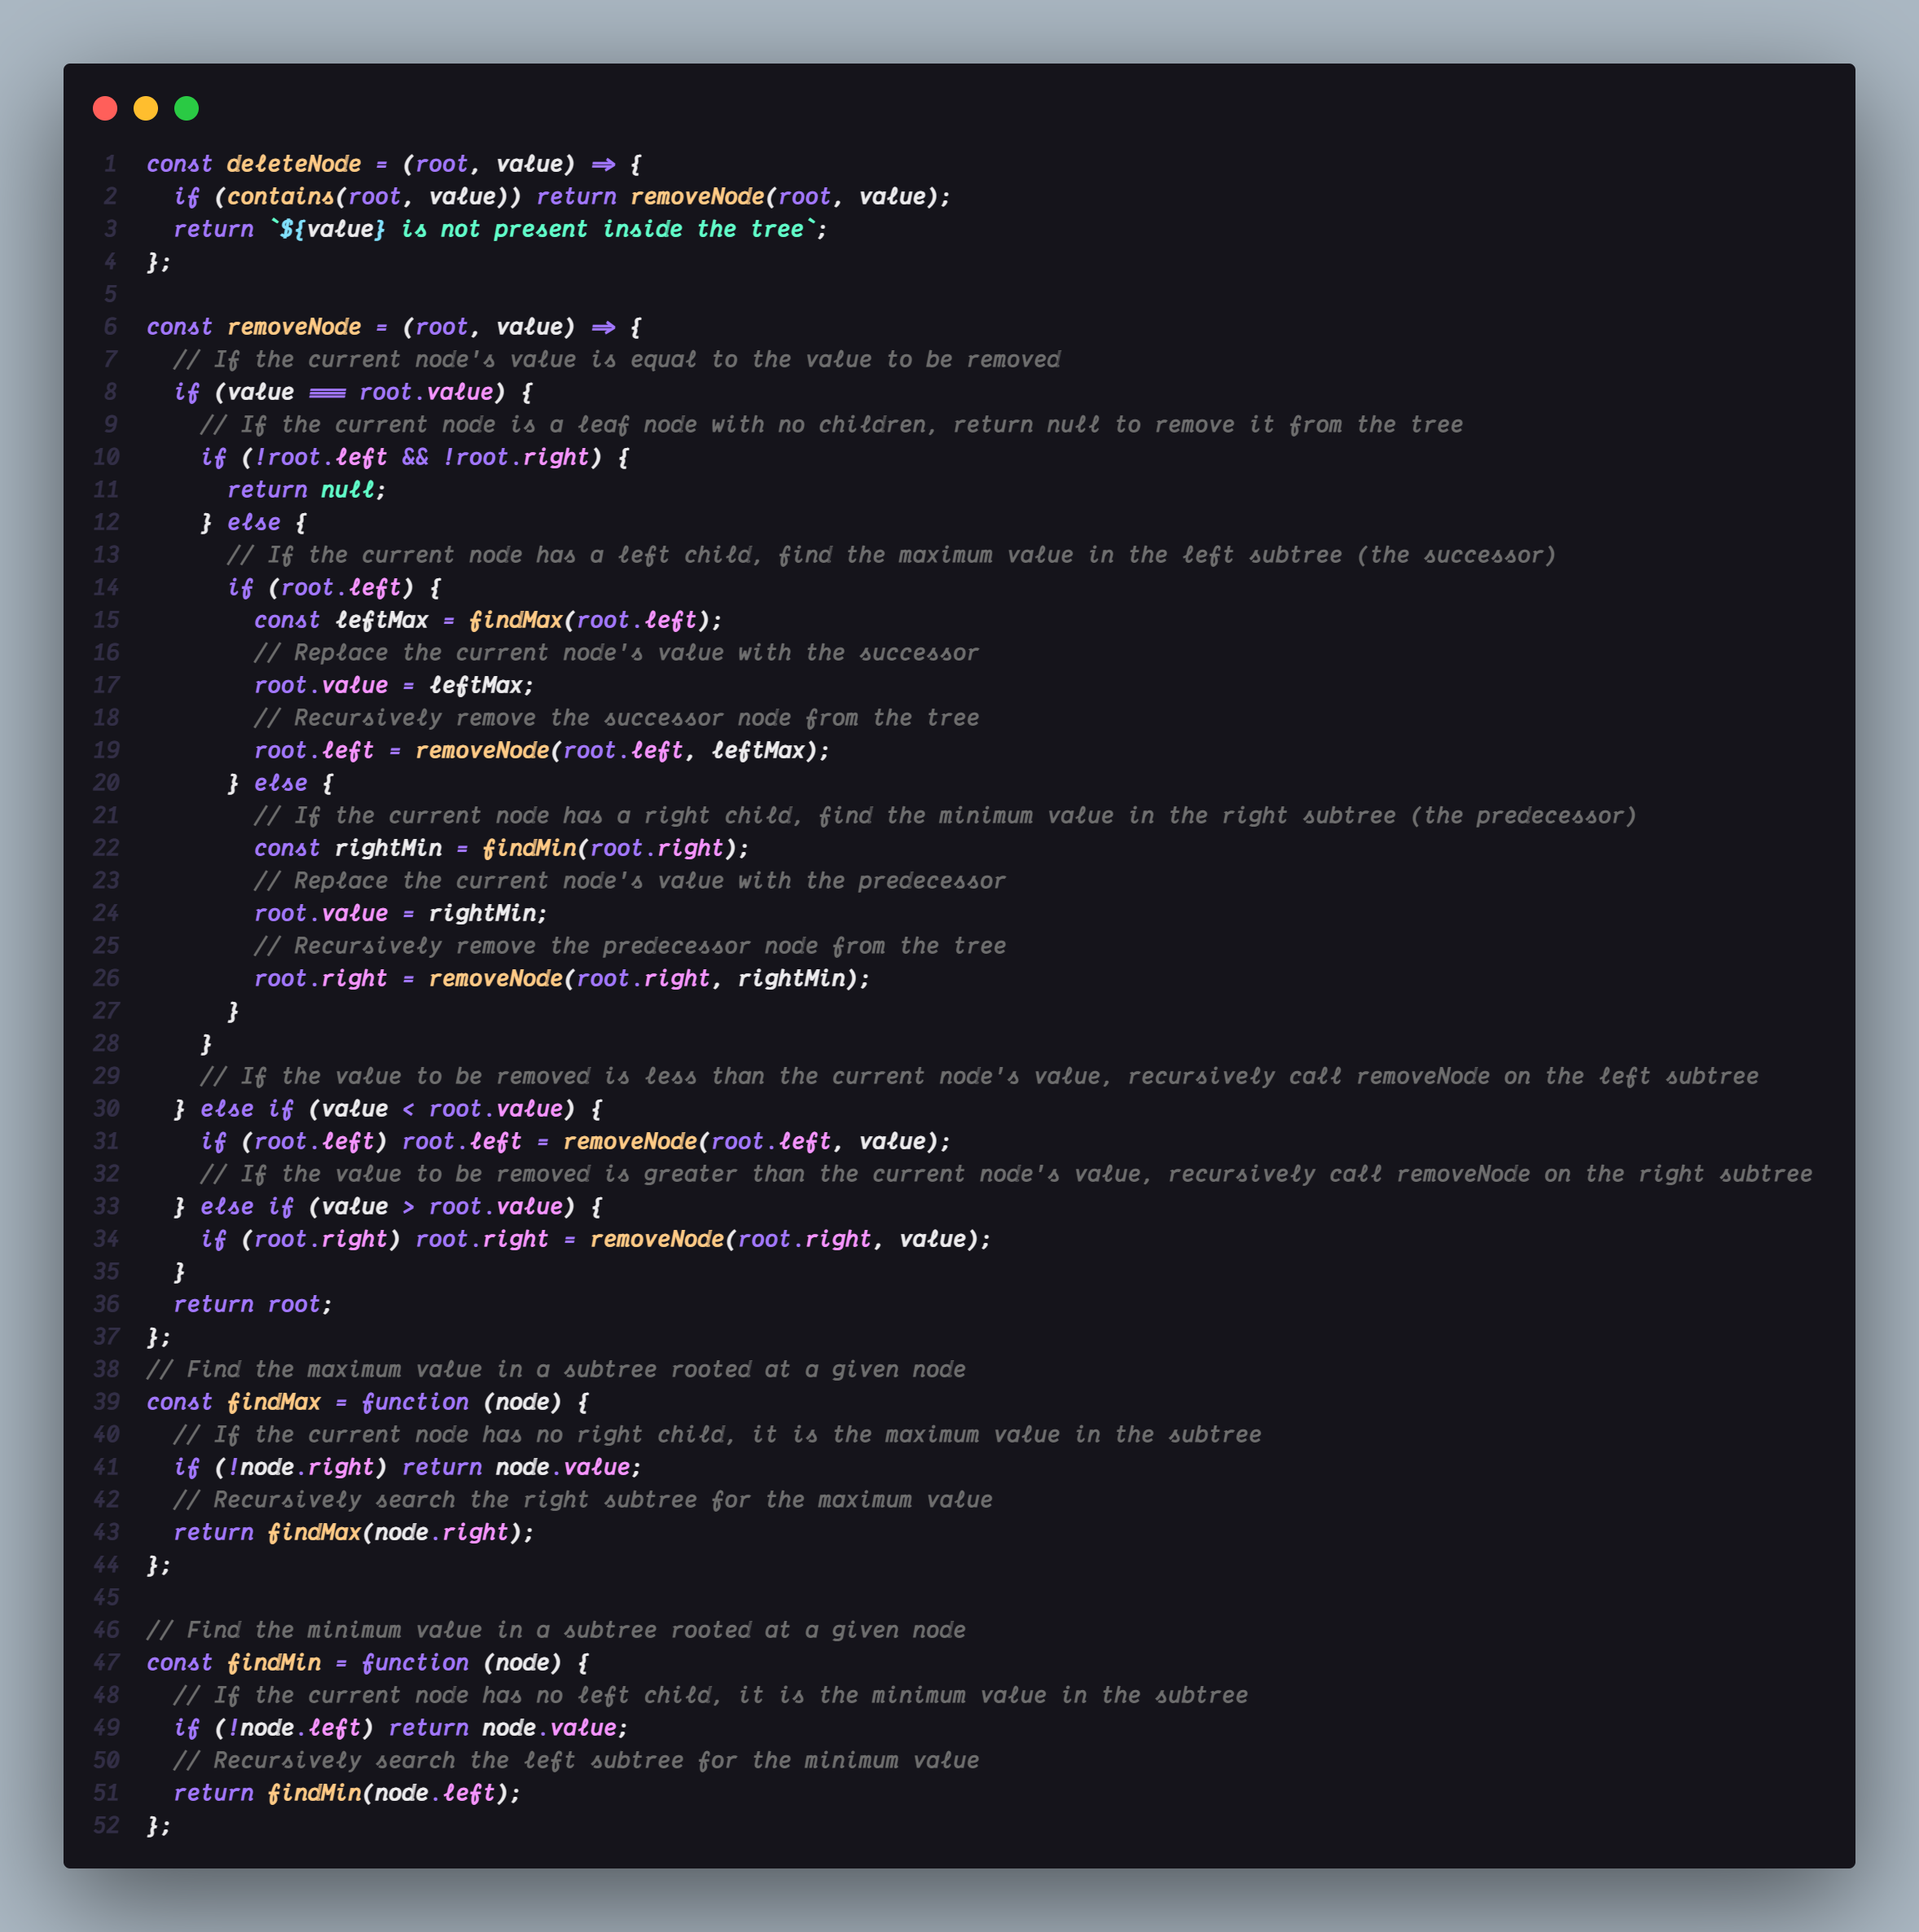 1 const deleteNode = (root, value) => {
2   if (contains(root, value)) return removeNode(root, value);
3   return `${value} is not present inside the tree`;
4 };
5
6 const removeNode = (root, value) => {
7   // If the current node's value is equal to the value to be removed
8   if (value === root.value) {
9     // If the current node is a leaf node with no children, return null to remove it from the tree
10     if (!root.left && !root.right) {
11       return null;
12     } else {
13       // If the current node has a left child, find the maximum value in the left subtree (the successor)
14       if (root.left) {
15         const leftMax = findMax(root.left);
16         // Replace the current node's value with the successor
17         root.value = leftMax;
18         // Recursively remove the successor node from the tree
19         root.left = removeNode(root.left, leftMax);
20       } else {
21         // If the current node has a right child, find the minimum value in the right subtree (the predecessor)
22         const rightMin = findMin(root.right);
23         // Replace the current node's value with the predecessor
24         root.value = rightMin;
25         // Recursively remove the predecessor node from the tree
26         root.right = removeNode(root.right, rightMin);
27       }
28     }
29     // If the value to be removed is less than the current node's value, recursively call removeNode on the left subtree
30   } else if (value < root.value) {
31     if (root.left) root.left = removeNode(root.left, value);
32     // If the value to be removed is greater than the current node's value, recursively call removeNode on the right subtree
33   } else if (value > root.value) {
34     if (root.right) root.right = removeNode(root.right, value);
35   }
36   return root;
37 };
38 // Find the maximum value in a subtree rooted at a given node
39 const findMax = function (node) {
40   // If the current node has no right child, it is the maximum value in the subtree
41   if (!node.right) return node.value;
42   // Recursively search the right subtree for the maximum value
43   return findMax(node.right);
44 };
45
46 // Find the minimum value in a subtree rooted at a given node
47 const findMin = function (node) {
48   // If the current node has no left child, it is the minimum value in the subtree
49   if (!node.left) return node.value;
50   // Recursively search the left subtree for the minimum value
51   return findMin(node.left);
52 };